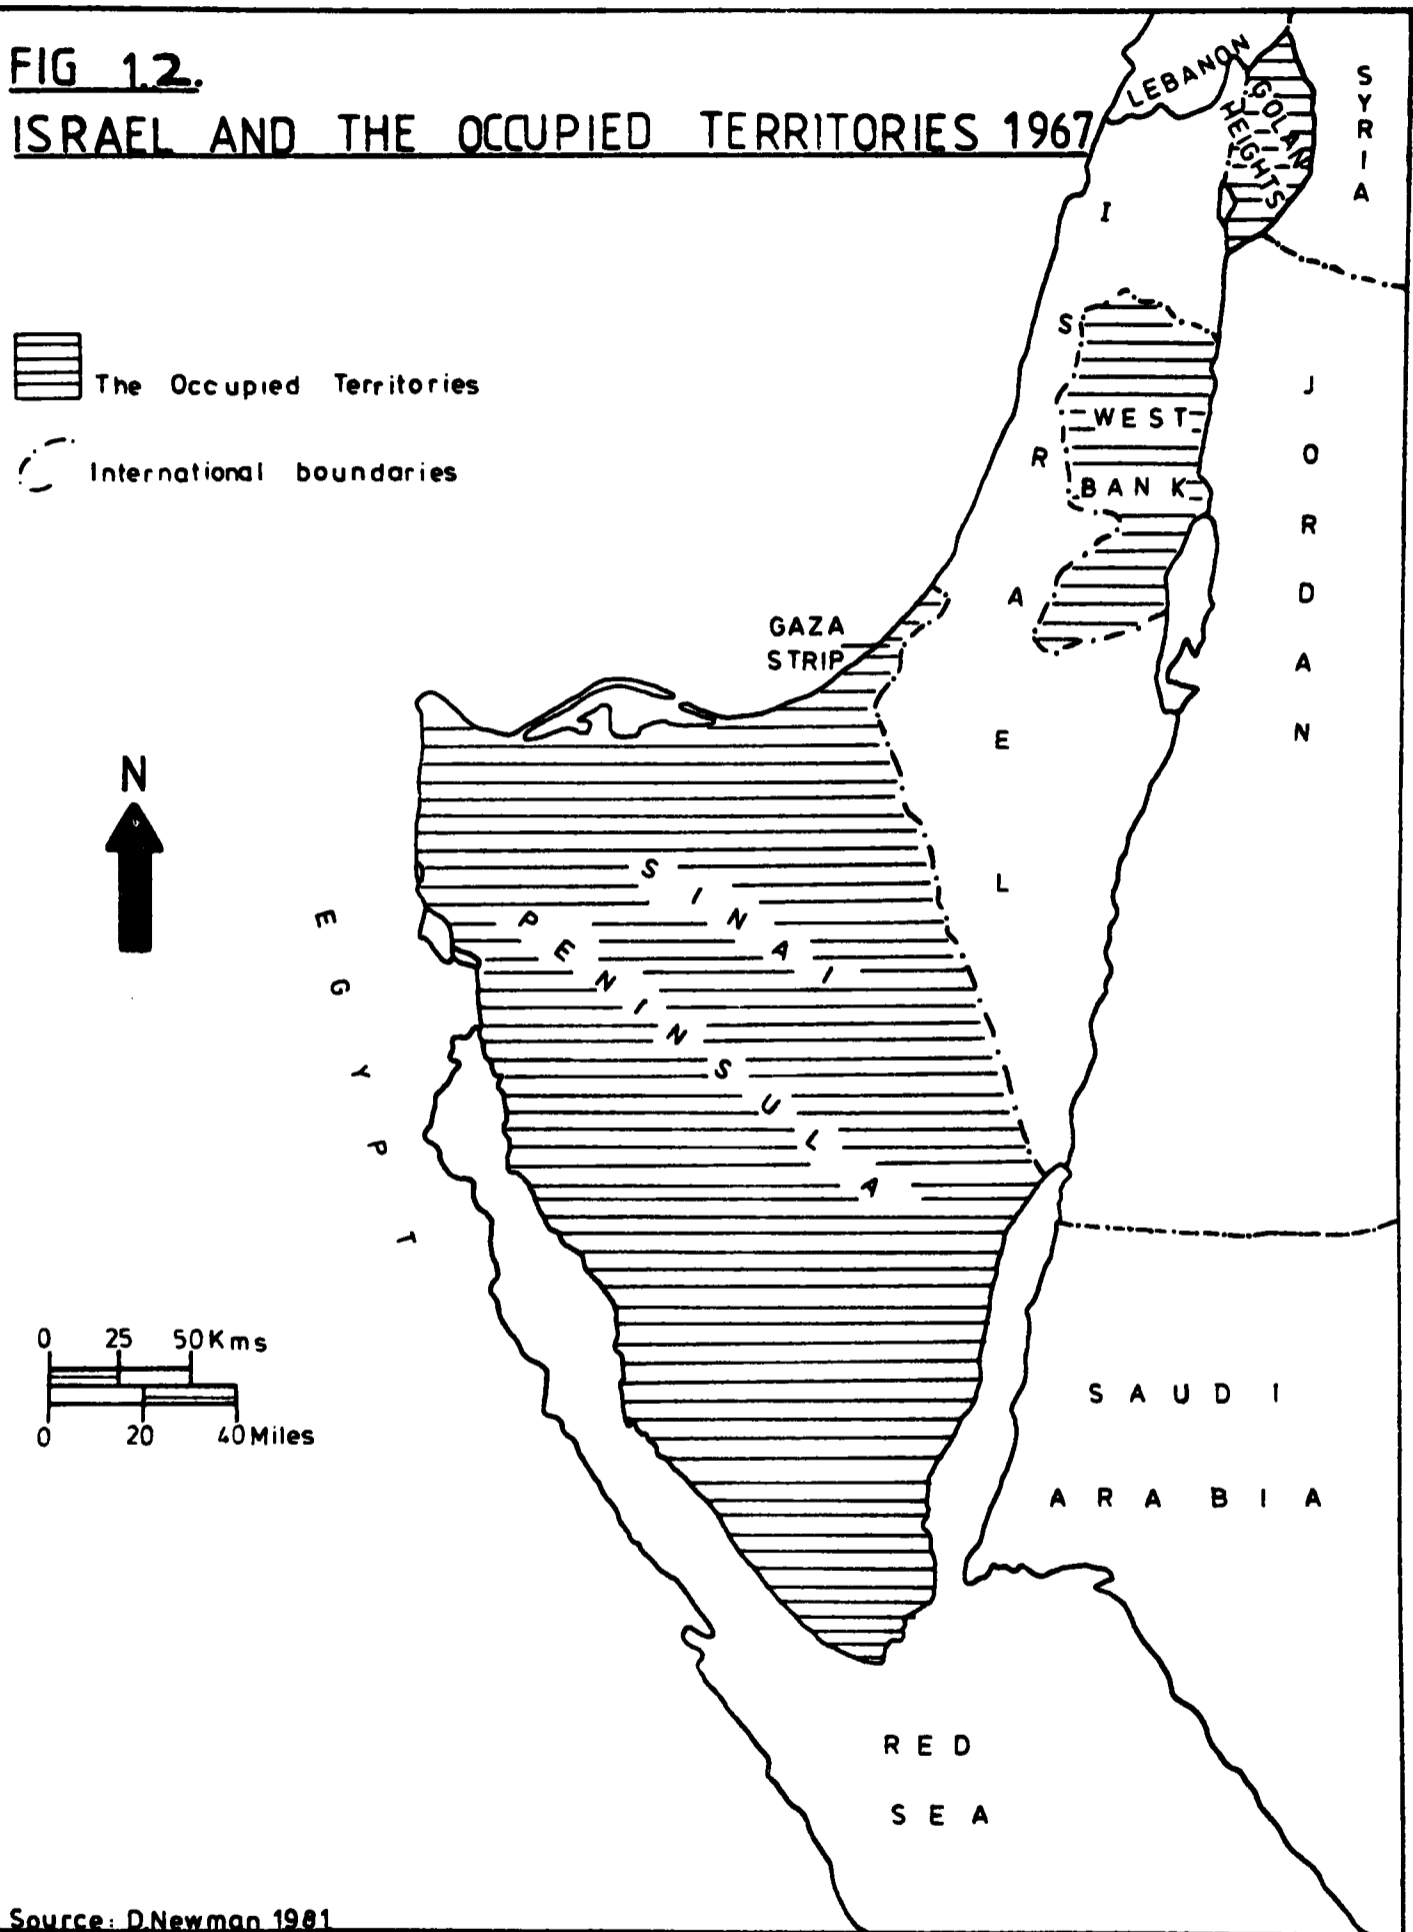 FIG 1.2.
ISRAEL AND THE OCCUPIED TERRITORIES 1967
LEBANON
GOLAN
HEIGHTS
SYRIA
The Occupied Territories
International boundaries
ISRAEL
WEST
BANK
JORDAN
GAZA
STRIP
N
SINAI
PENINSULA
EGYPT
0 25 50Kms
0 20 40Miles
SAUDI
ARABIA
RED
SEA
Source: D.Newman 1981